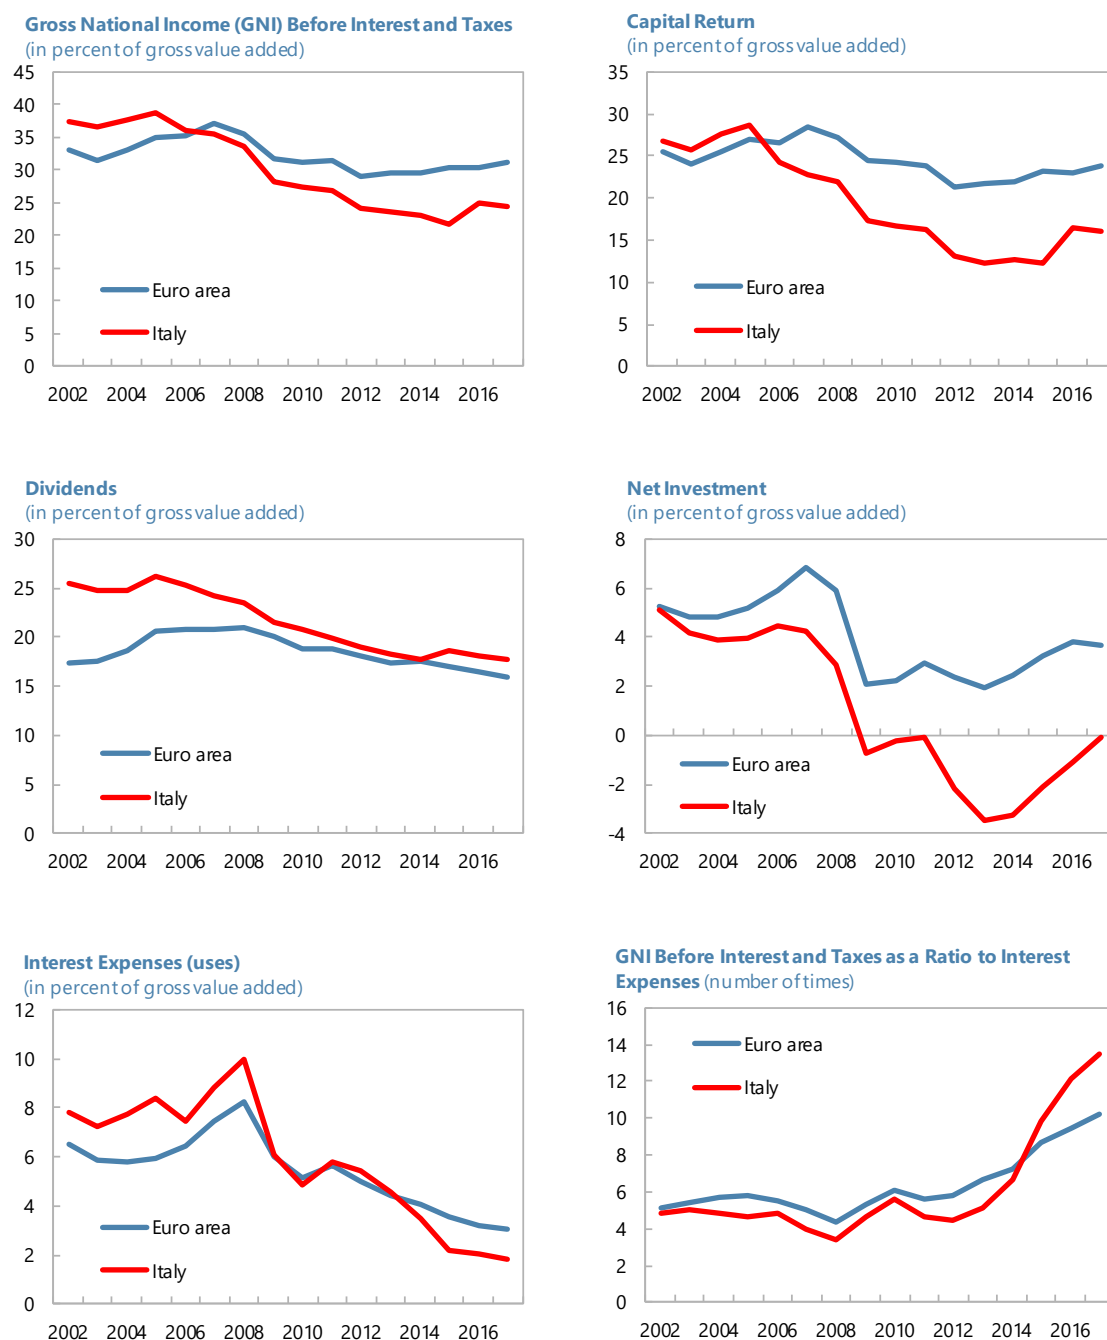 Gross National Income (GNI) Before Interest and Taxes
(in percent of gross value added)
45
40
35
30
25
20
15
10
5
0
Euro area
Italy
2002 2004 2006 2008 2010 2012 2014 2016
Capital Return
(in percent of gross value added)
35
30
25
20
15
10
5
0
Euro area
Italy
2002 2004 2006 2008 2010 2012 2014 2016
Dividends
(in percent of gross value added)
30
25
20
15
10
5
0
Euro area
Italy
2002 2004 2006 2008 2010 2012 2014 2016
Net Investment
(in percent of gross value added)
8
6
4
2
0
-2
-4
Euro area
Italy
2002 2004 2006 2008 2010 2012 2014 2016
Interest Expenses (uses)
(in percent of gross value added)
12
10
8
6
4
2
0
Euro area
Italy
2002 2004 2006 2008 2010 2012 2014 2016
GNI Before Interest and Taxes as a Ratio to Interest
Expenses (number of times)
16
14
12
10
8
6
4
2
0
Euro area
Italy
2002 2004 2006 2008 2010 2012 2014 2016